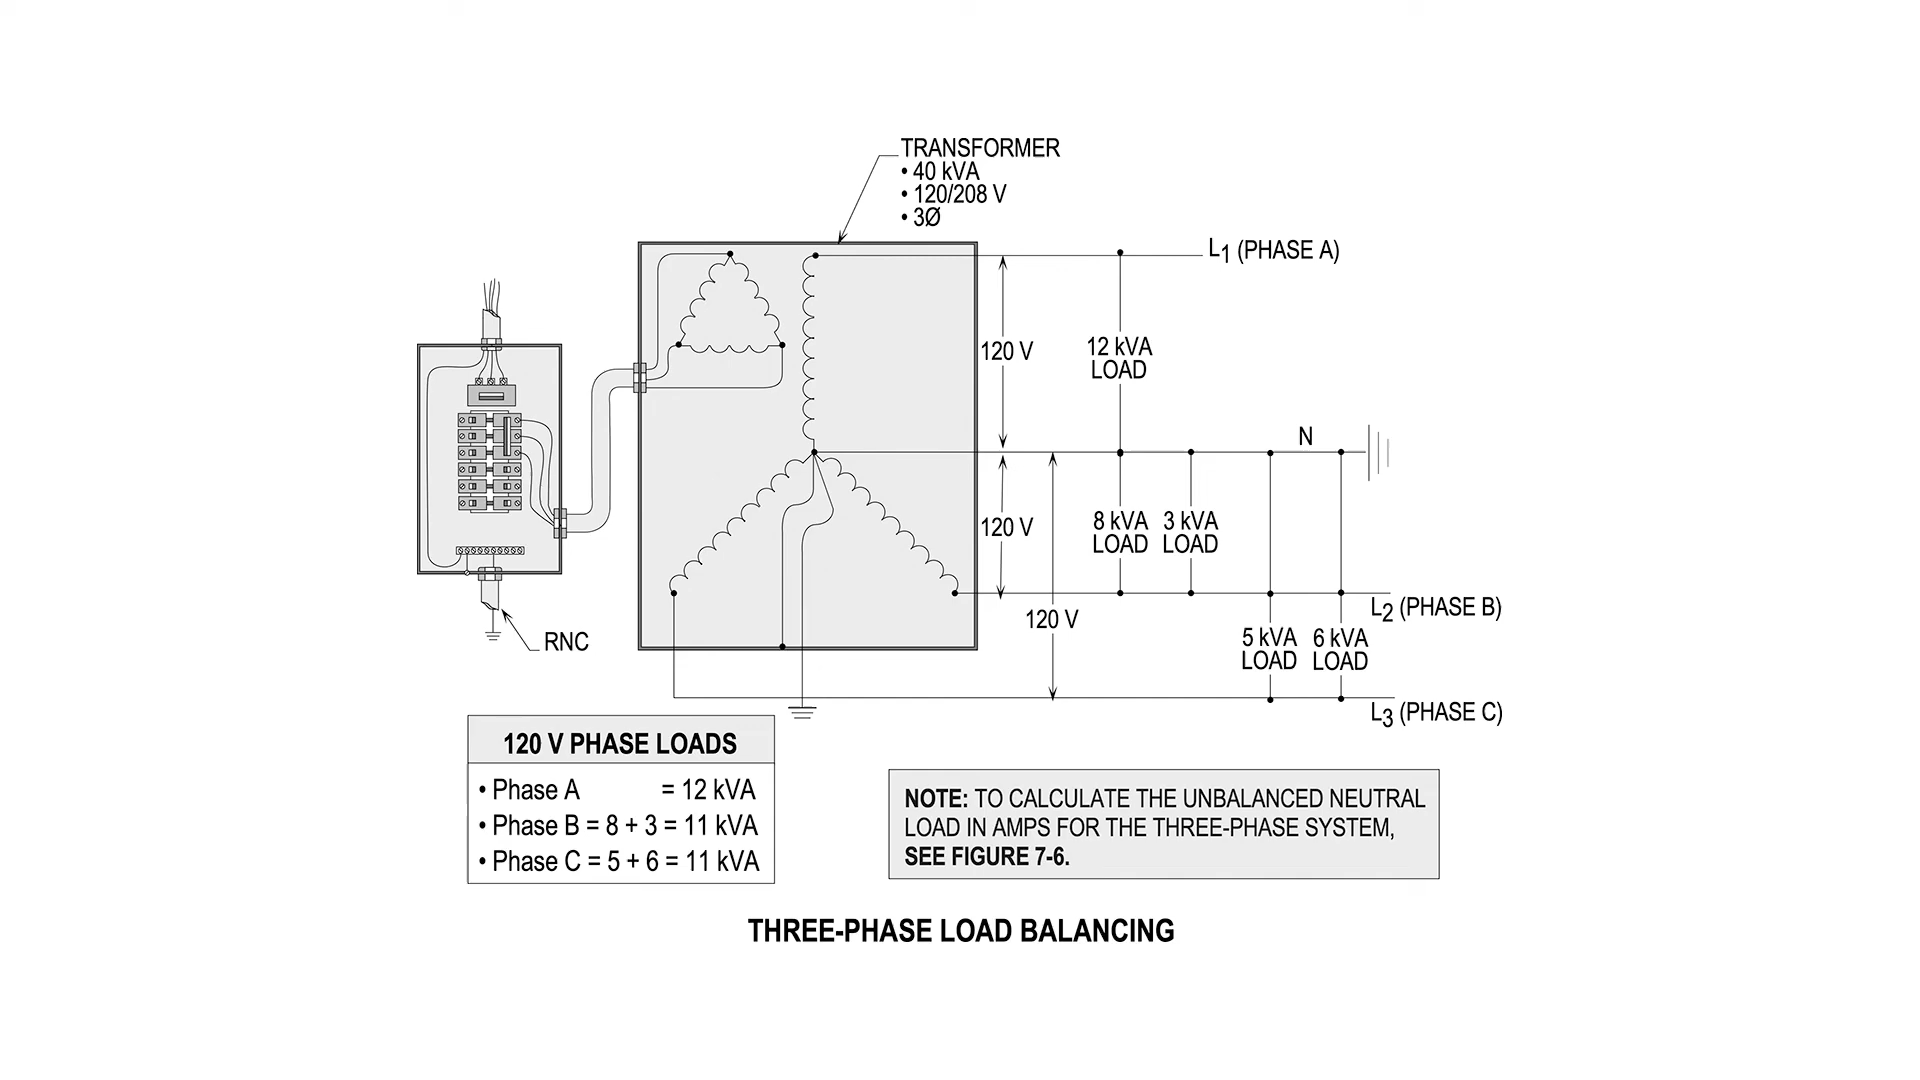 TRANSFORMER
• 40 kVA
• 120/208 V
• 3Ø
L1 (PHASE A)
120 V
12 kVA
LOAD
N
120 V
8 kVA
LOAD
3 kVA
LOAD
L2 (PHASE B)
120 V
5 kVA
LOAD
6 kVA
LOAD
RNC
L3 (PHASE C)
120 V PHASE LOADS
• Phase A = 12 kVA
• Phase B = 8 + 3 = 11 kVA
• Phase C = 5 + 6 = 11 kVA
NOTE: TO CALCULATE THE UNBALANCED NEUTRAL
LOAD IN AMPS FOR THE THREE-PHASE SYSTEM,
SEE FIGURE 7-6.
THREE-PHASE LOAD BALANCING